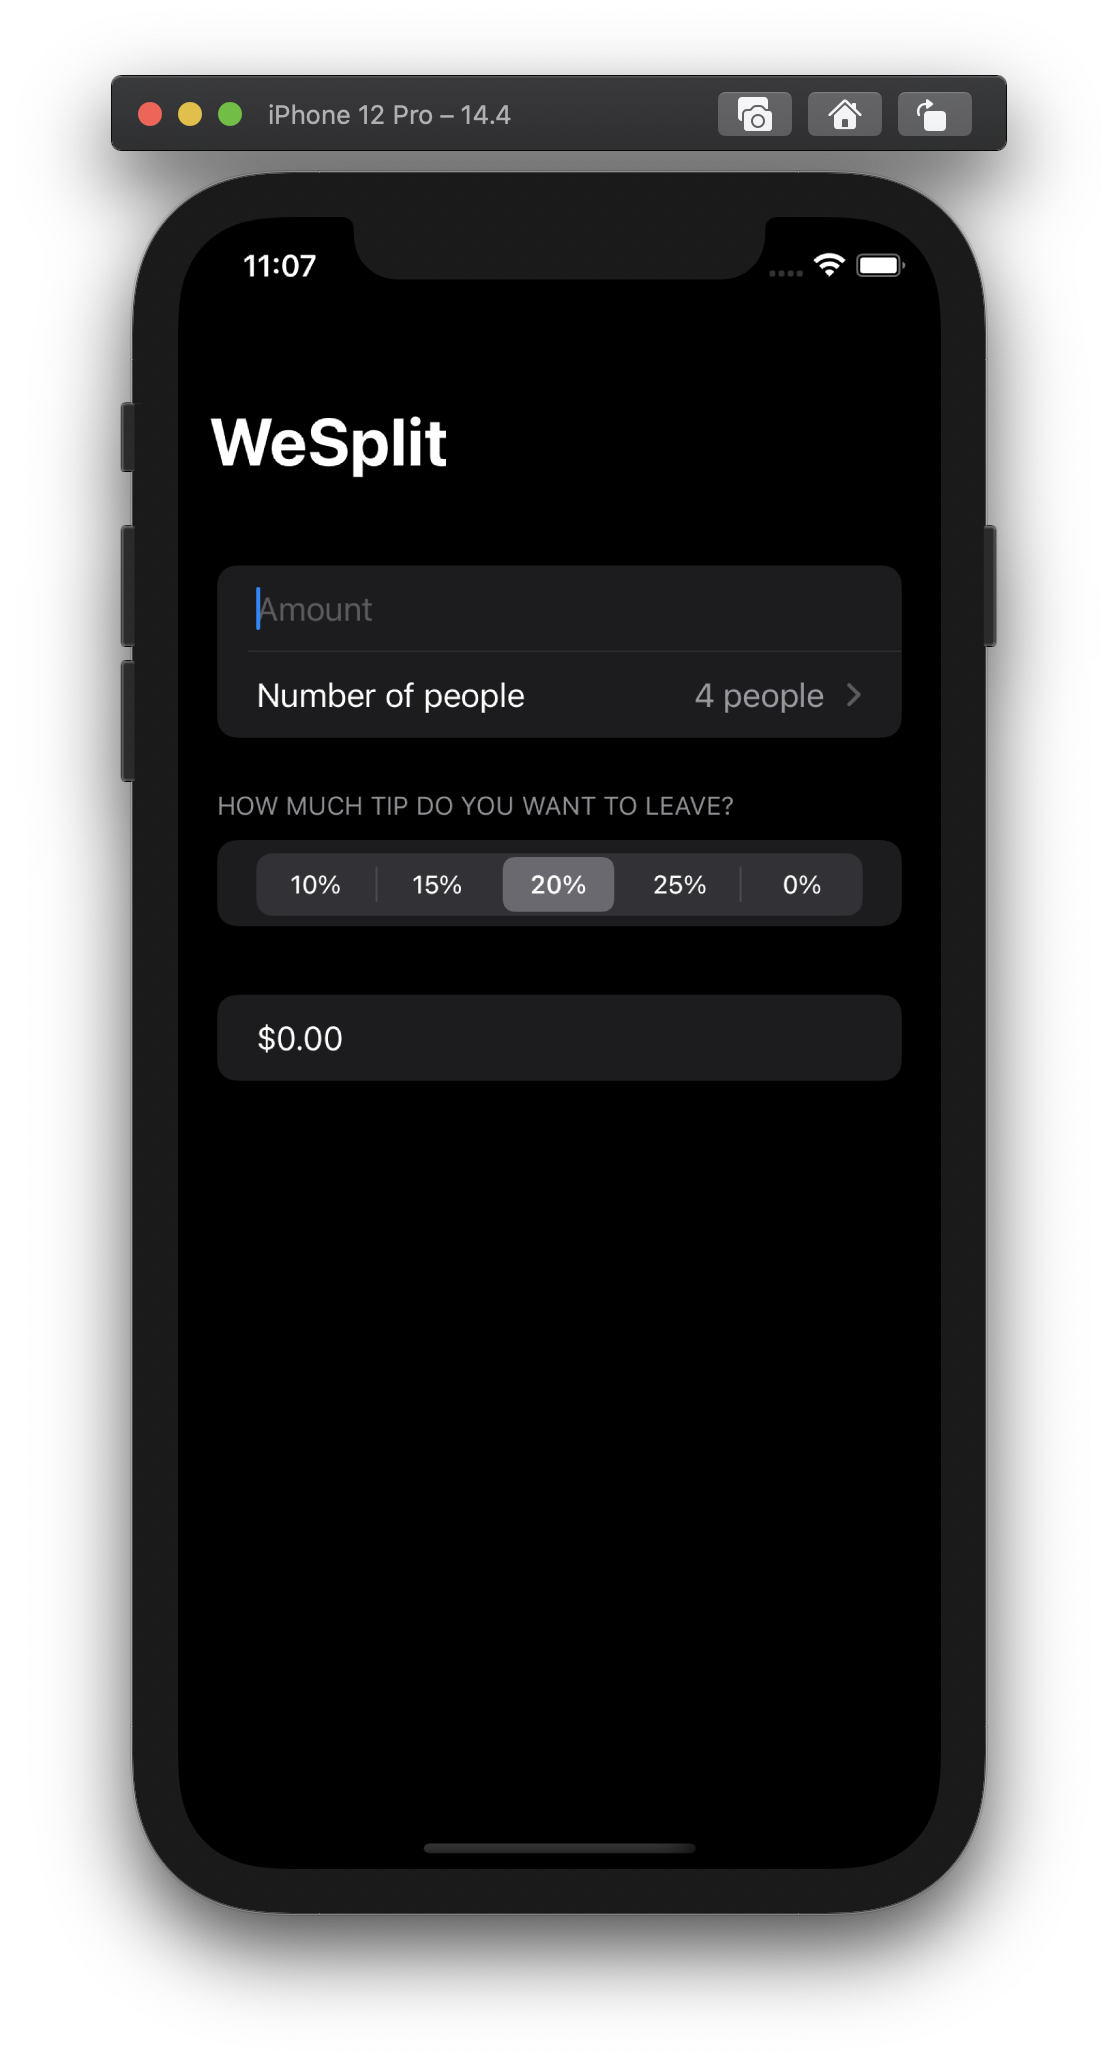 iPhone 12 Pro – 14.4
11:07
WeSplit
Amount
Number of people 4 people
HOW MUCH TIP DO YOU WANT TO LEAVE?
10% 15% 20% 25% 0%
$0.00